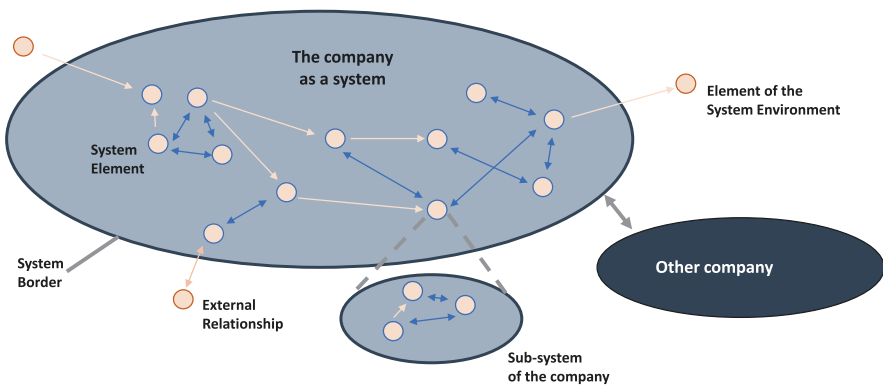 The company
as a system
Element of the
System Environment
System
Element
System
Border
Other company
External
Relationship
Sub-system
of the company